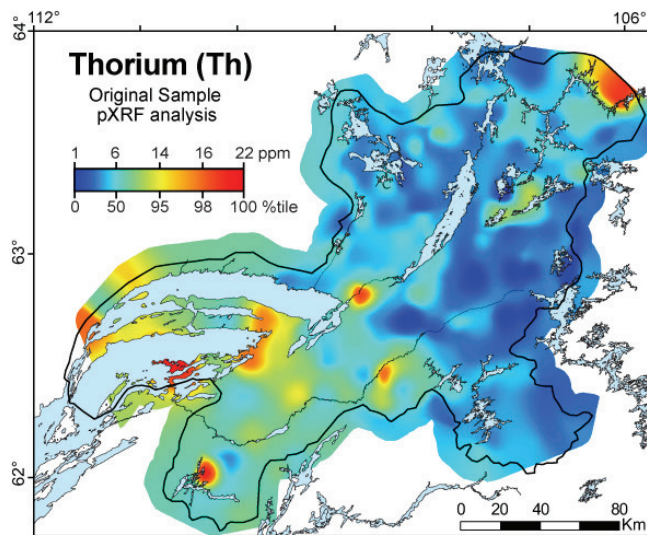 112°
106°
64°
Thorium (Th)
Original Sample
pXRF analysis
1 6 14 16 22 ppm
0 50 95 98 100 %tile
63°
62°
0 20 40 60 80
Km